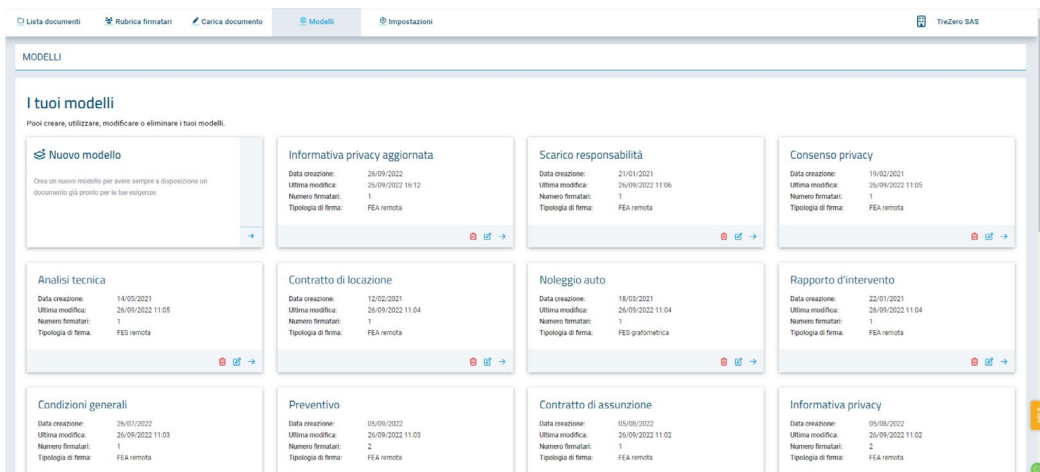 Lista documenti
Rubrica firmatari
Carica documento
Modelli
Impostazioni
TreZero SAS
MODELLI
I tuoi modelli
Puoi creare, utilizzare, modificare o eliminare i tuoi modelli.
Nuovo modello
Crea un nuovo modello per avere sempre a disposizione un
documento già pronto per le tue esigenze.
Informativa privacy aggiornata
Data creazione: 26/09/2022
Ultima modifica: 26/09/2022 16:12
Numero firmatari: 1
Tipologia di firma: FEA remota
Scarico responsabilità
Data creazione: 21/01/2021
Ultima modifica: 26/09/2022 11:06
Numero firmatari: 1
Tipologia di firma: FEA remota
Consenso privacy
Data creazione: 19/02/2021
Ultima modifica: 26/09/2022 11:05
Numero firmatari: 1
Tipologia di firma: FEA remota
Analisi tecnica
Data creazione: 14/05/2021
Ultima modifica: 26/09/2022 11:05
Numero firmatari: 1
Tipologia di firma: FES remota
Contratto di locazione
Data creazione: 12/02/2021
Ultima modifica: 26/09/2022 11:04
Numero firmatari: 1
Tipologia di firma: FEA remota
Noleggio auto
Data creazione: 18/03/2021
Ultima modifica: 26/09/2022 11:04
Numero firmatari: 1
Tipologia di firma: FES grafometrica
Rapporto d'intervento
Data creazione: 22/01/2021
Ultima modifica: 26/09/2022 11:04
Numero firmatari: 1
Tipologia di firma: FEA remota
Condizioni generali
Data creazione: 26/07/2022
Ultima modifica: 26/09/2022 11:03
Numero firmatari: 1
Tipologia di firma: FEA remota
Preventivo
Data creazione: 05/09/2022
Ultima modifica: 26/09/2022 11:03
Numero firmatari: 2
Tipologia di firma: FEA remota
Contratto di assunzione
Data creazione: 05/08/2022
Ultima modifica: 26/09/2022 11:02
Numero firmatari: 1
Tipologia di firma: FEA remota
Informativa privacy
Data creazione: 05/08/2022
Ultima modifica: 26/09/2022 11:02
Numero firmatari: 2
Tipologia di firma: FEA remota